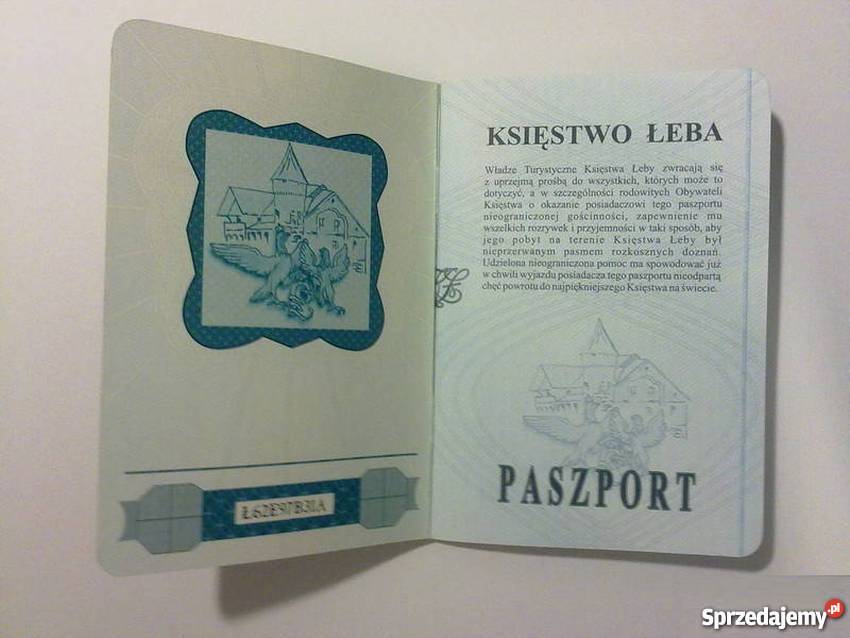 Ł62E97B31A
KSIĘSTWO ŁEBA
Władze Turystyczne Księstwa Łeby zwracają się
z uprzejmą prośbą do wszystkich, których może to
dotyczyć, a w szczególności rodowitych Obywateli
Księstwa o okazanie posiadaczowi tego paszportu
nieograniczonej gościnności, zapewnienie mu
wszelkich rozrywek i przyjemności w taki sposób, aby
jego pobyt na terenie Księstwa Łeby był
nieprzerwanym pasmem rozkosznych doznań.
Udzielona nieograniczona pomoc ma spowodować już
w chwili wyjazdu posiadacza tego paszportu nieodpartą
chęć powrotu do najpiękniejszego Księstwa na świecie.
PASZPORT
Sprzedajemy.pl